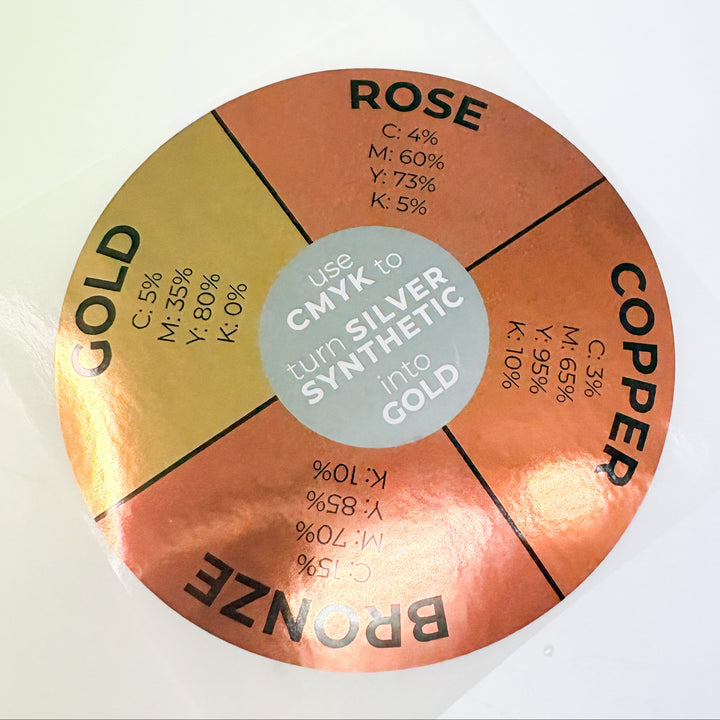 ROSE
C: 4%
M: 60%
Y: 73%
K: 5%
COPPER
C: 3%
M: 65%
Y: 95%
K: 10%
BRONZE
C: 15%
M: 70%
Y: 85%
K: 10%
GOLD
C: 5%
M: 35%
Y: 80%
K: 0%
use
CMYK to
turn SILVER
SYNTHETIC
into
GOLD